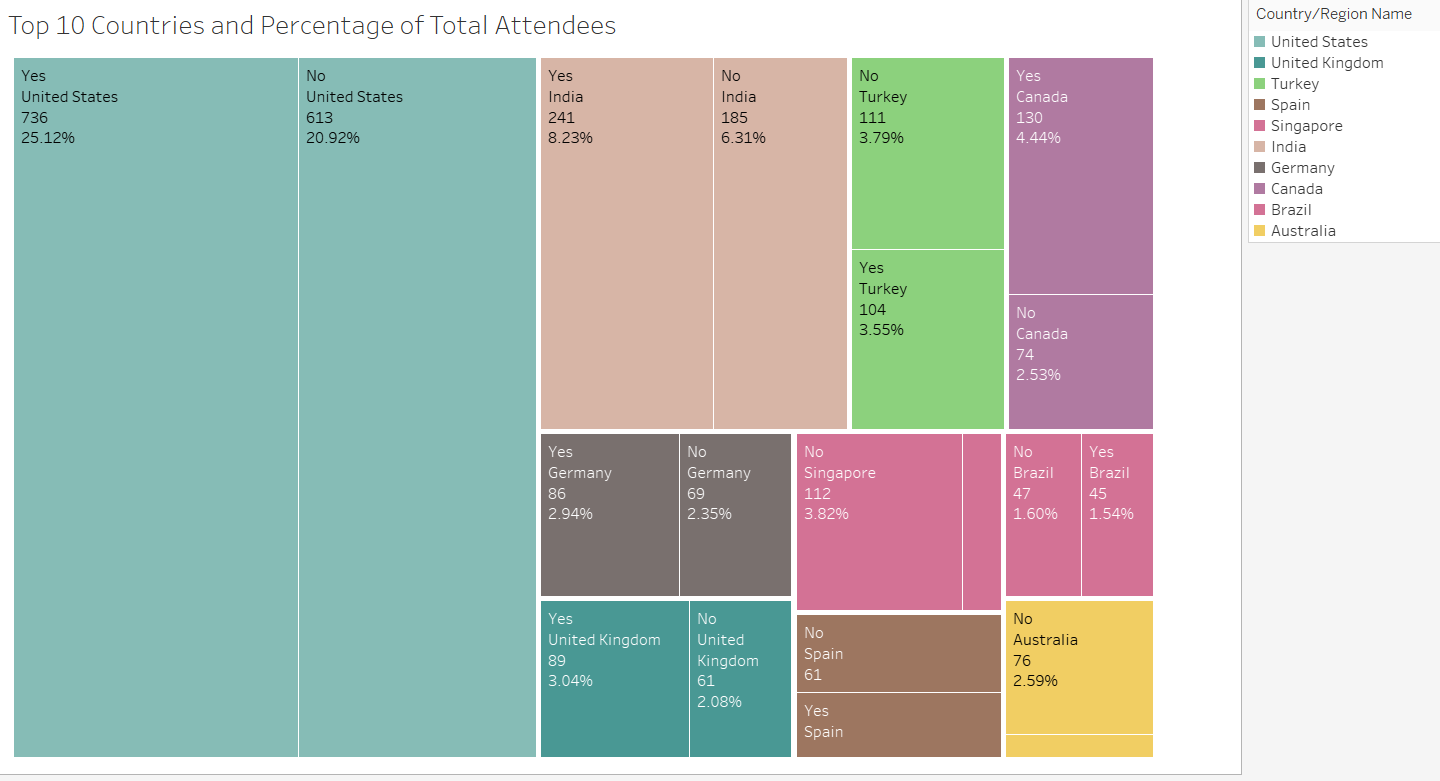 Top 10 Countries and Percentage of Total Attendees
Yes
United States
736
25.12%
No
United States
613
20.92%
Yes
India
241
8.23%
No
India
185
6.31%
No
Turkey
111
3.79%
Yes
Turkey
104
3.55%
Yes
Canada
130
4.44%
No
Canada
74
2.53%
Yes
Germany
86
2.94%
No
Germany
69
2.35%
No
Singapore
112
3.82%
No
Brazil
47
1.60%
Yes
Brazil
45
1.54%
Yes
United Kingdom
89
3.04%
No
United
Kingdom
61
2.08%
No
Spain
61
Yes
Spain
No
Australia
76
2.59%
Country/Region Name
United States
United Kingdom
Turkey
Spain
Singapore
India
Germany
Canada
Brazil
Australia